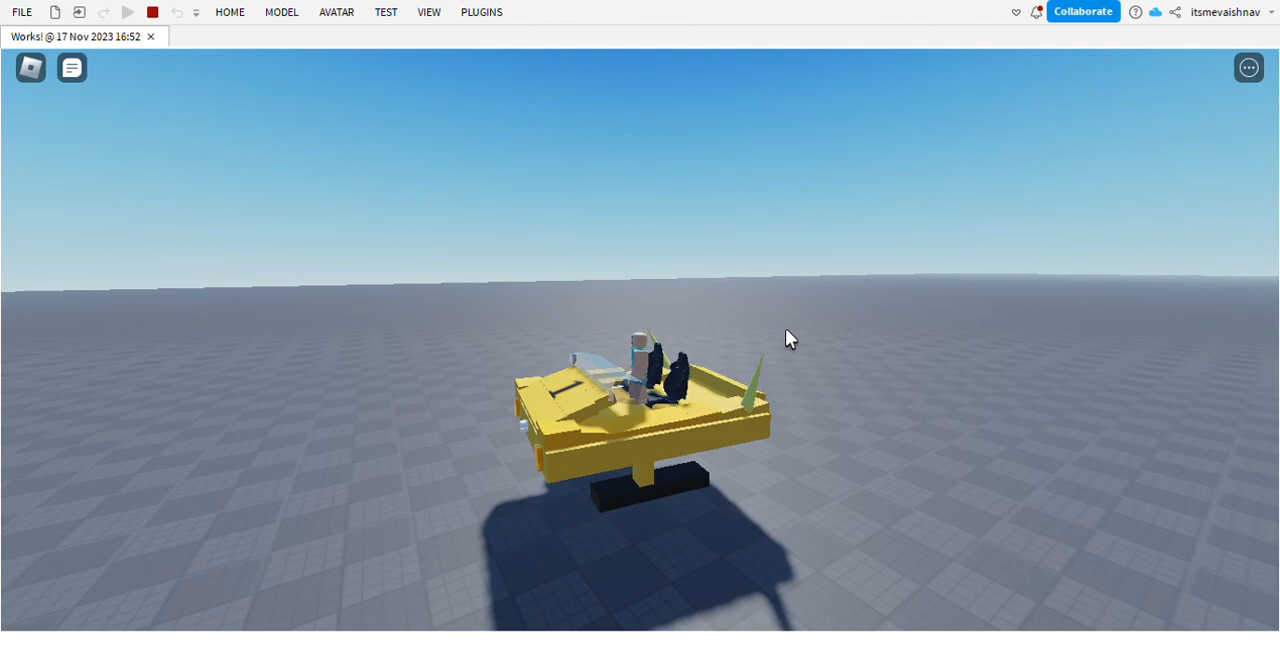 FILE HOME MODEL AVATAR TEST VIEW PLUGINS Collaborate itsmevaishnav
Works! @ 17 Nov 2023 16:52